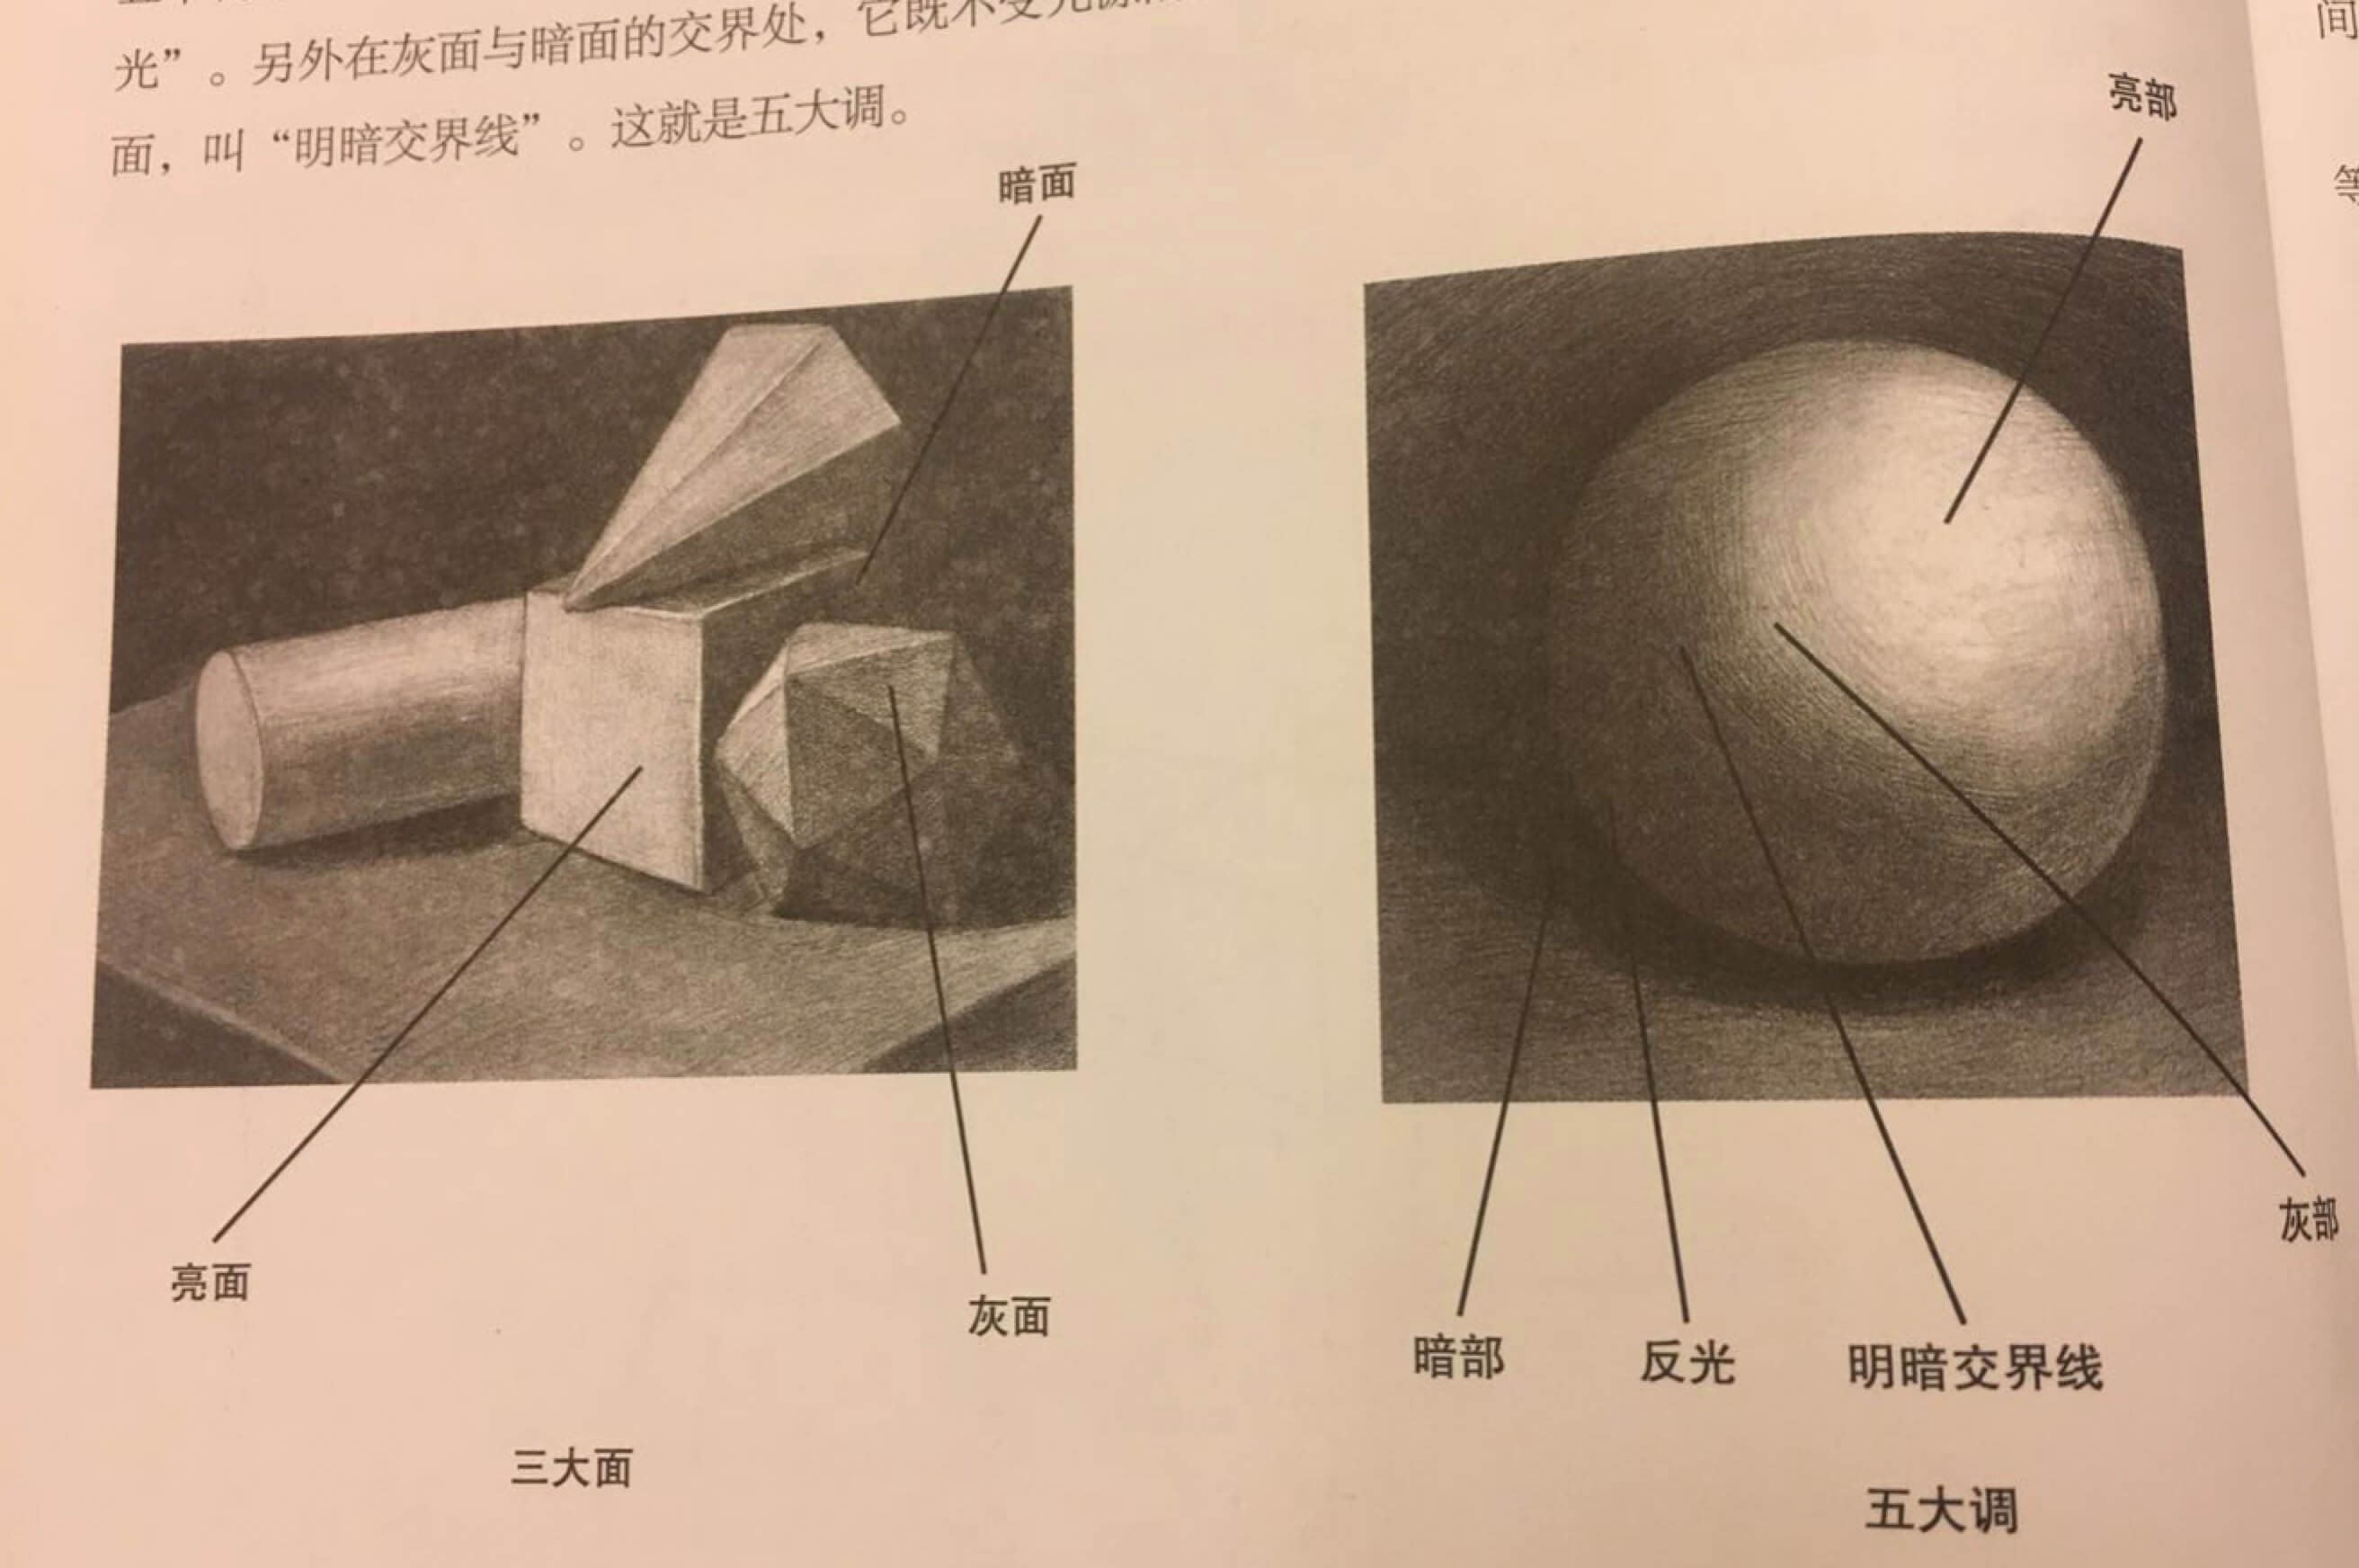 光”。另外在灰面与暗面的交界处，它既不受光
面，叫“明暗交界线”。这就是五大调。
暗面
亮面
灰面
三大面
亮部
灰部
暗部
反光
明暗交界线
五大调
间
等